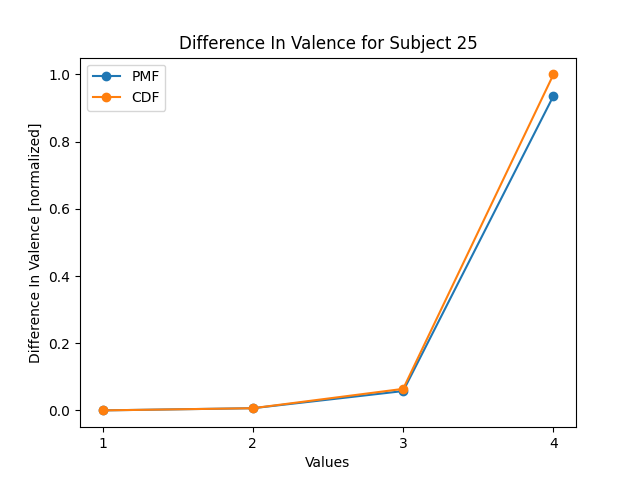 Difference In Valence for Subject 25
PMF
CDF
Difference In Valence [normalized]
1.0
0.8
0.6
0.4
0.2
0.0
1 2 3 4
Values